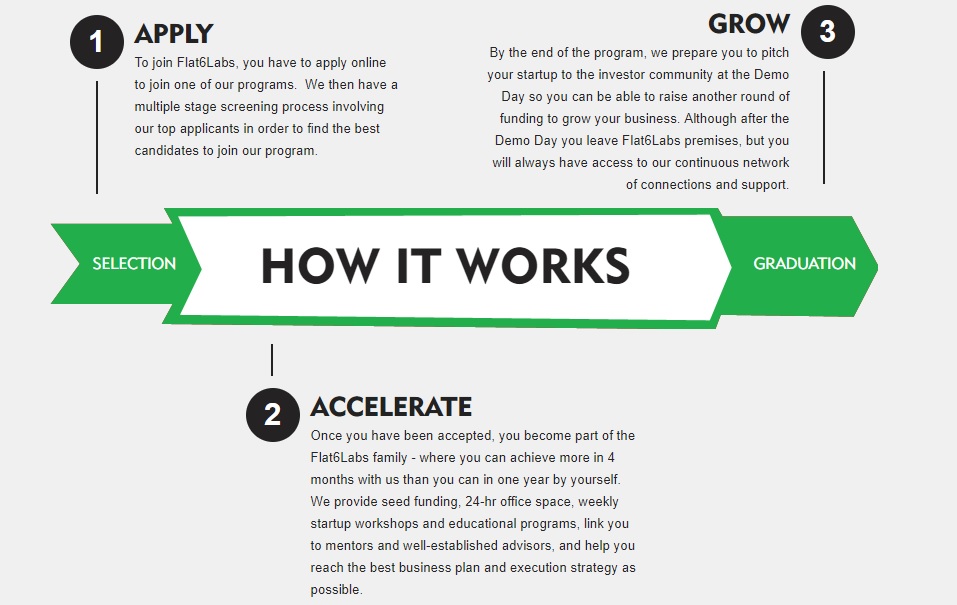 1
APPLY
To join Flat6Labs, you have to apply online
to join one of our programs.  We then have a
multiple stage screening process involving
our top applicants in order to find the best
candidates to join our program.
GROW
3
By the end of the program, we prepare you to pitch
your startup to the investor community at the Demo
Day so you can be able to raise another round of
funding to grow your business. Although after the
Demo Day you leave Flat6Labs premises, but you
will always have access to our continuous network
of connections and support.
SELECTION
HOW IT WORKS
GRADUATION
2
ACCELERATE
Once you have been accepted, you become part of the
Flat6Labs family - where you can achieve more in 4
months with us than you can in one year by yourself.
We provide seed funding, 24-hr office space, weekly
startup workshops and educational programs, link you
to mentors and well-established advisors, and help you
reach the best business plan and execution strategy as
possible.